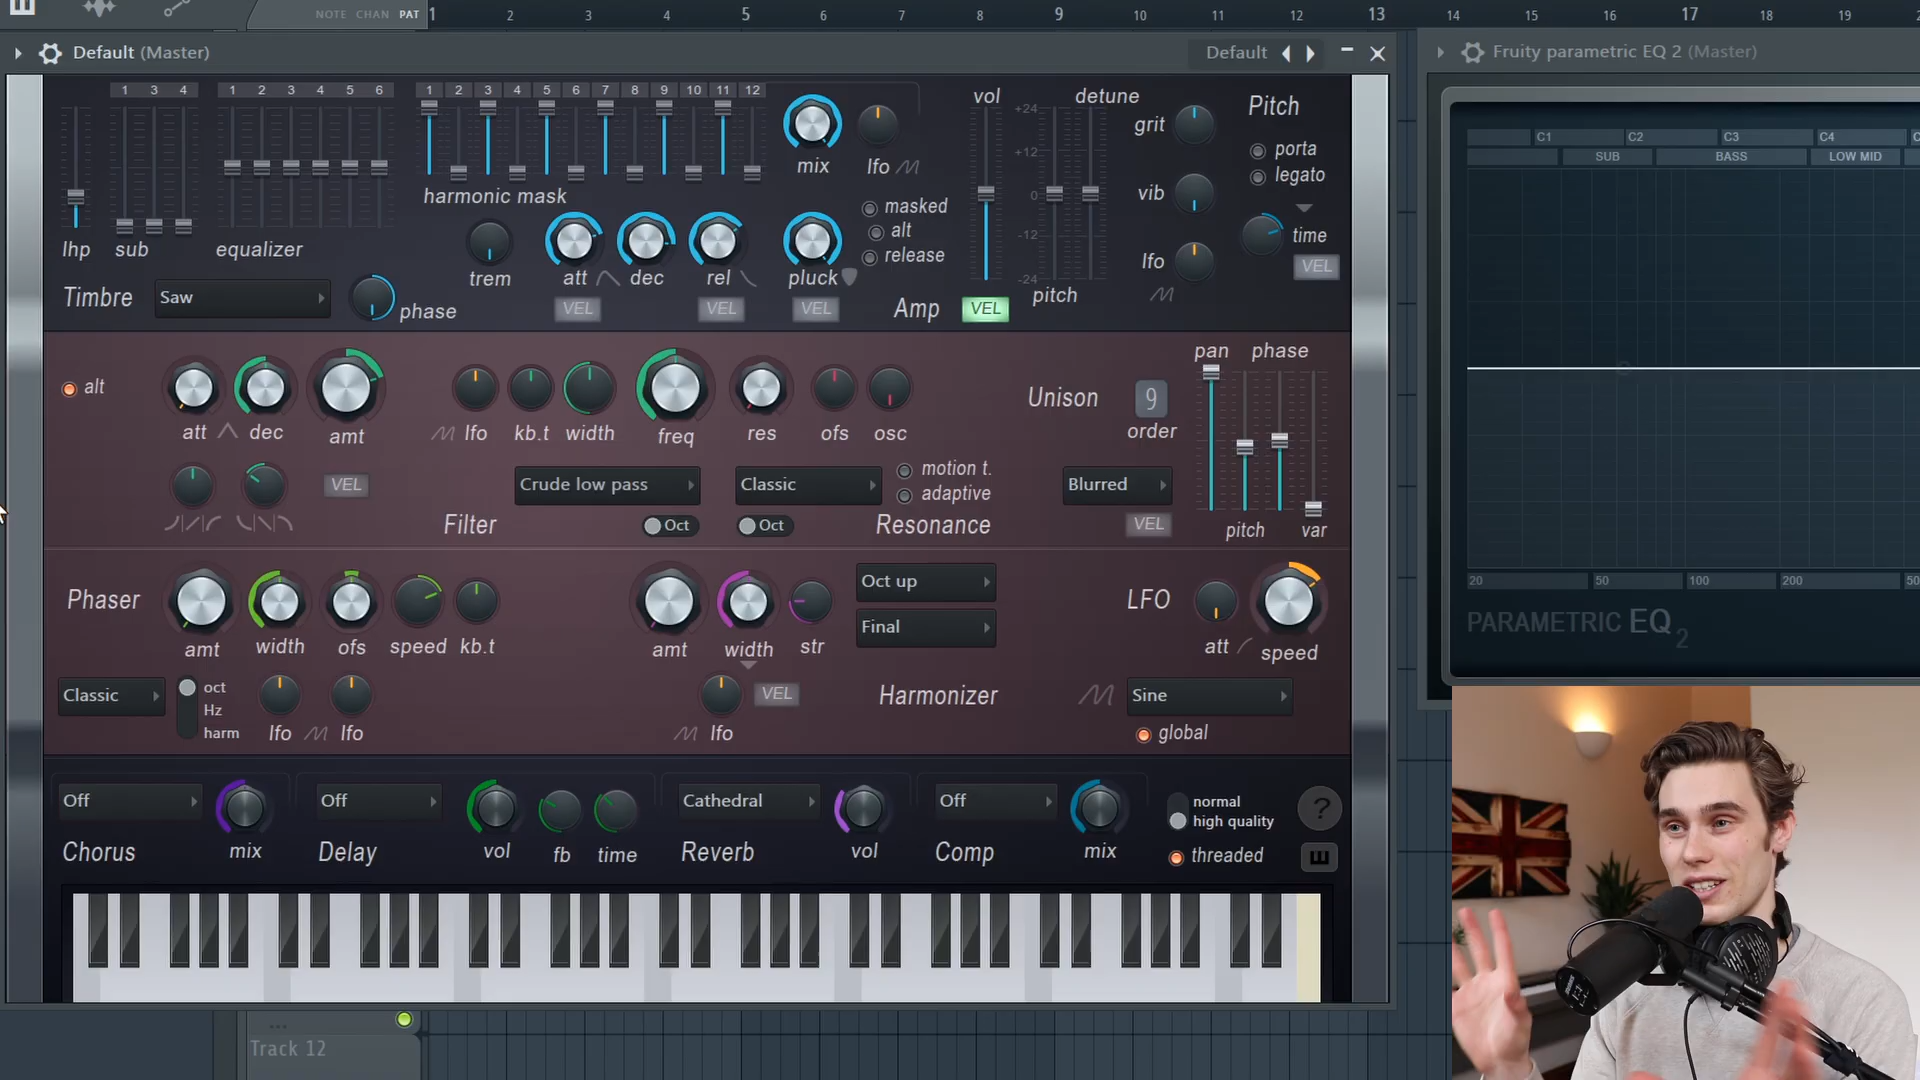 NOTE CHAN PAT
1 2 3 4 5 6 7 8 9 10 11 12 13 14 15 16 17 18 19
Default (Master)
Default
Fruity parametric EQ 2 (Master)
1 3 4
1 2 3 4 5 6
1 2 3 4 5 6 7 8 9 10 11 12
mix
lfo
vol
detune
+24
+12
0
-12
-24
grit
vib
lfo
Pitch
porta
legato
time
VEL
lhp
sub
equalizer
harmonic mask
trem
att
dec
rel
pluck
masked
alt
release
VEL
VEL
VEL
Amp
VEL
pitch
Timbre
Saw
phase
alt
att
dec
amt
VEL
lfo
kb.t
width
freq
res
ofs
osc
Crude low pass
Classic
motion t.
adaptive
Filter
Oct
Oct
Resonance
Unison
9
order
Blurred
VEL
pan
phase
pitch
var
Phaser
amt
width
ofs
speed
kb.t
Classic
oct
Hz
harm
lfo
lfo
amt
width
str
Oct up
Final
lfo
VEL
Harmonizer
LFO
att
speed
Sine
global
Off
Chorus
mix
Off
Delay
vol
fb
time
Cathedral
Reverb
vol
Off
Comp
mix
normal
high quality
threaded
?
C1 C2 C3 C4
SUB BASS LOW MID
20 50 100 200
PARAMETRIC EQ 2
Track 12